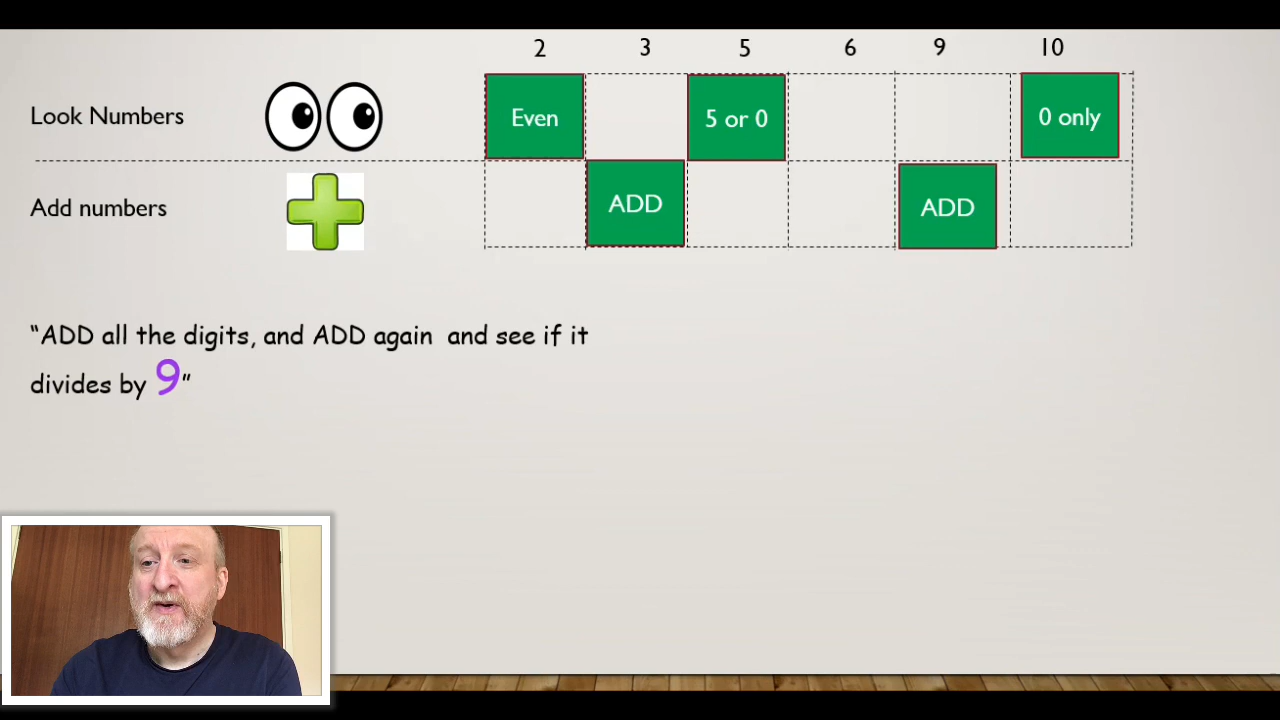 2 3 5 6 9 10
Look Numbers Even 5 or 0 0 only
Add numbers ADD ADD
“ADD all the digits, and ADD again and see if it
divides by 9”